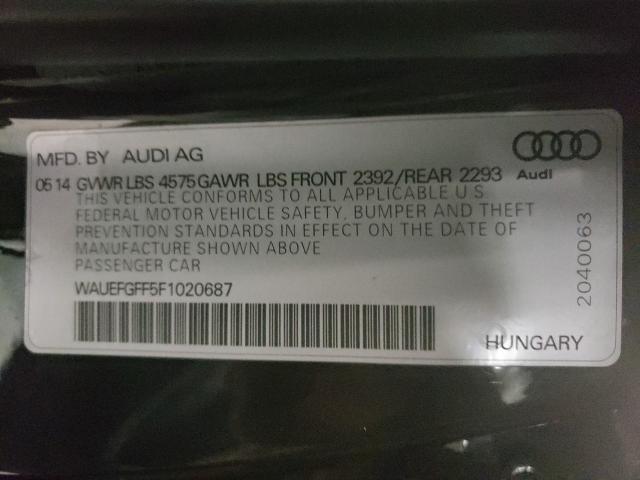 MFD. BY AUDI AG
05 14 GVWR LBS 4575 GAWR LBS FRONT 2392/REAR 2293
Audi
THIS VEHICLE CONFORMS TO ALL APPLICABLE U S
FEDERAL MOTOR VEHICLE SAFETY, BUMPER AND THEFT
PREVENTION STANDARDS IN EFFECT ON THE DATE OF
MANUFACTURE SHOWN ABOVE
PASSENGER CAR
WAUEFGFF5F1020687
HUNGARY
2040063